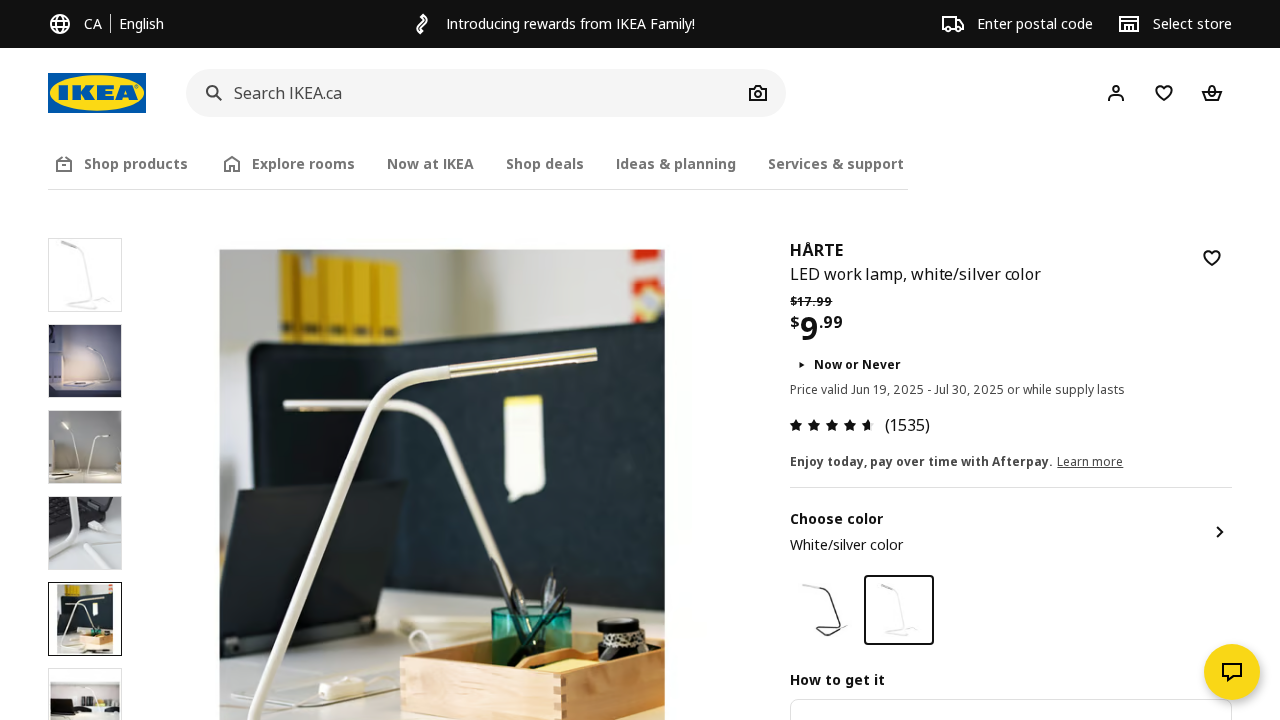 CA English
Introducing rewards from IKEA Family!
Enter postal code
Select store
IKEA
Search IKEA.ca
Shop products
Explore rooms
Now at IKEA
Shop deals
Ideas & planning
Services & support
HÅRTE
LED work lamp, white/silver color
$17.99
$9.99
Now or Never
Price valid Jun 19, 2025 - Jul 30, 2025 or while supply lasts
(1535)
Enjoy today, pay over time with Afterpay. Learn more
Choose color
White/silver color
How to get it